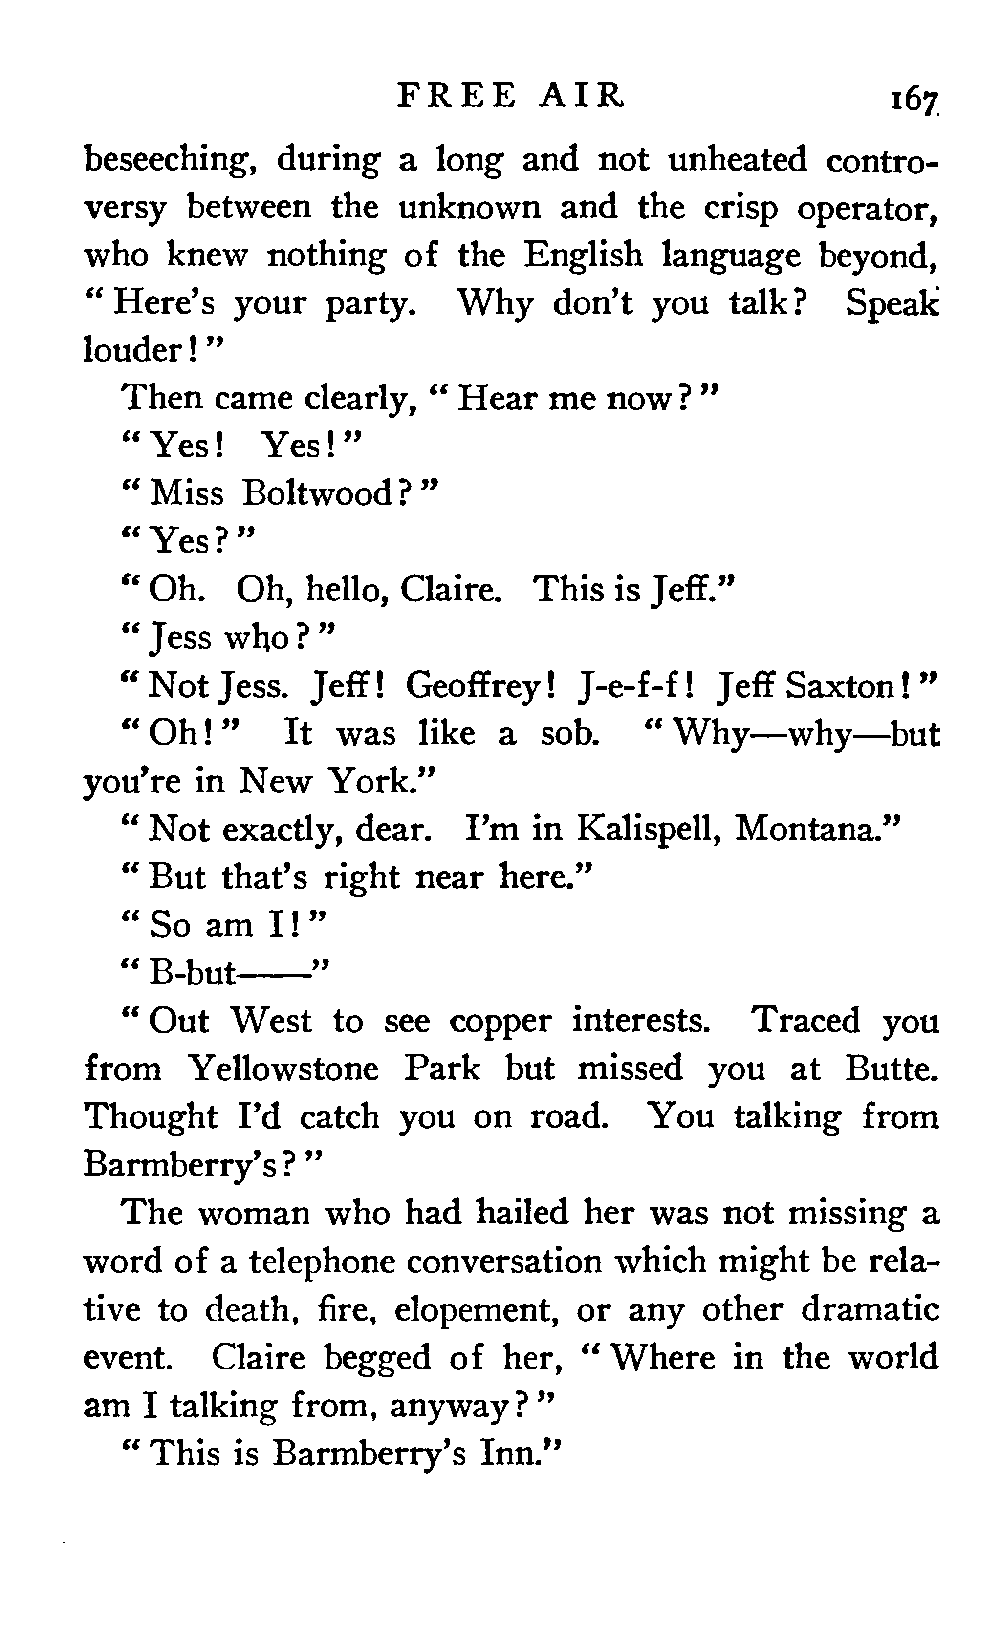 FREE AIR 167
beseeching, during a long and not unheated contro-
versy between the unknown and the crisp operator,
who knew nothing of the English language beyond,
“ Here’s your party. Why don’t you talk? Speak
louder! ”
Then came clearly, “ Hear me now? ”
“ Yes! Yes! ”
“ Miss Boltwood? ”
“ Yes? ”
“ Oh. Oh, hello, Claire. This is Jeff.”
“ Jess who? ”
“ Not Jess. Jeff! Geoffrey! J-e-f-f! Jeff Saxton! ”
“ Oh! ” It was like a sob. “ Why—why—but
you’re in New York.”
“ Not exactly, dear. I’m in Kalispell, Montana.”
“ But that’s right near here.”
“ So am I! ”
“ B-but——”
“ Out West to see copper interests. Traced you
from Yellowstone Park but missed you at Butte.
Thought I’d catch you on road. You talking from
Barmberry’s? ”
The woman who had hailed her was not missing a
word of a telephone conversation which might be rela-
tive to death, fire, elopement, or any other dramatic
event. Claire begged of her, “ Where in the world
am I talking from, anyway? ”
“ This is Barmberry’s Inn.”